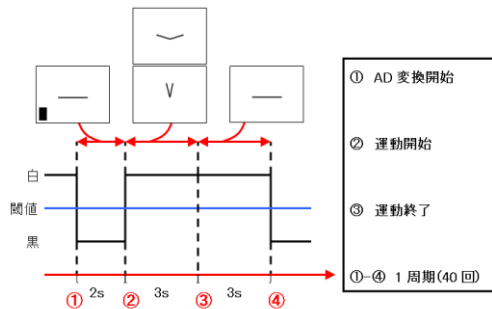 白
閾値
黒
① 2s ② 3s ③ 3s ④
① AD 変換開始
② 運動開始
③ 運動終了
①-④ 1 周期(40 回)